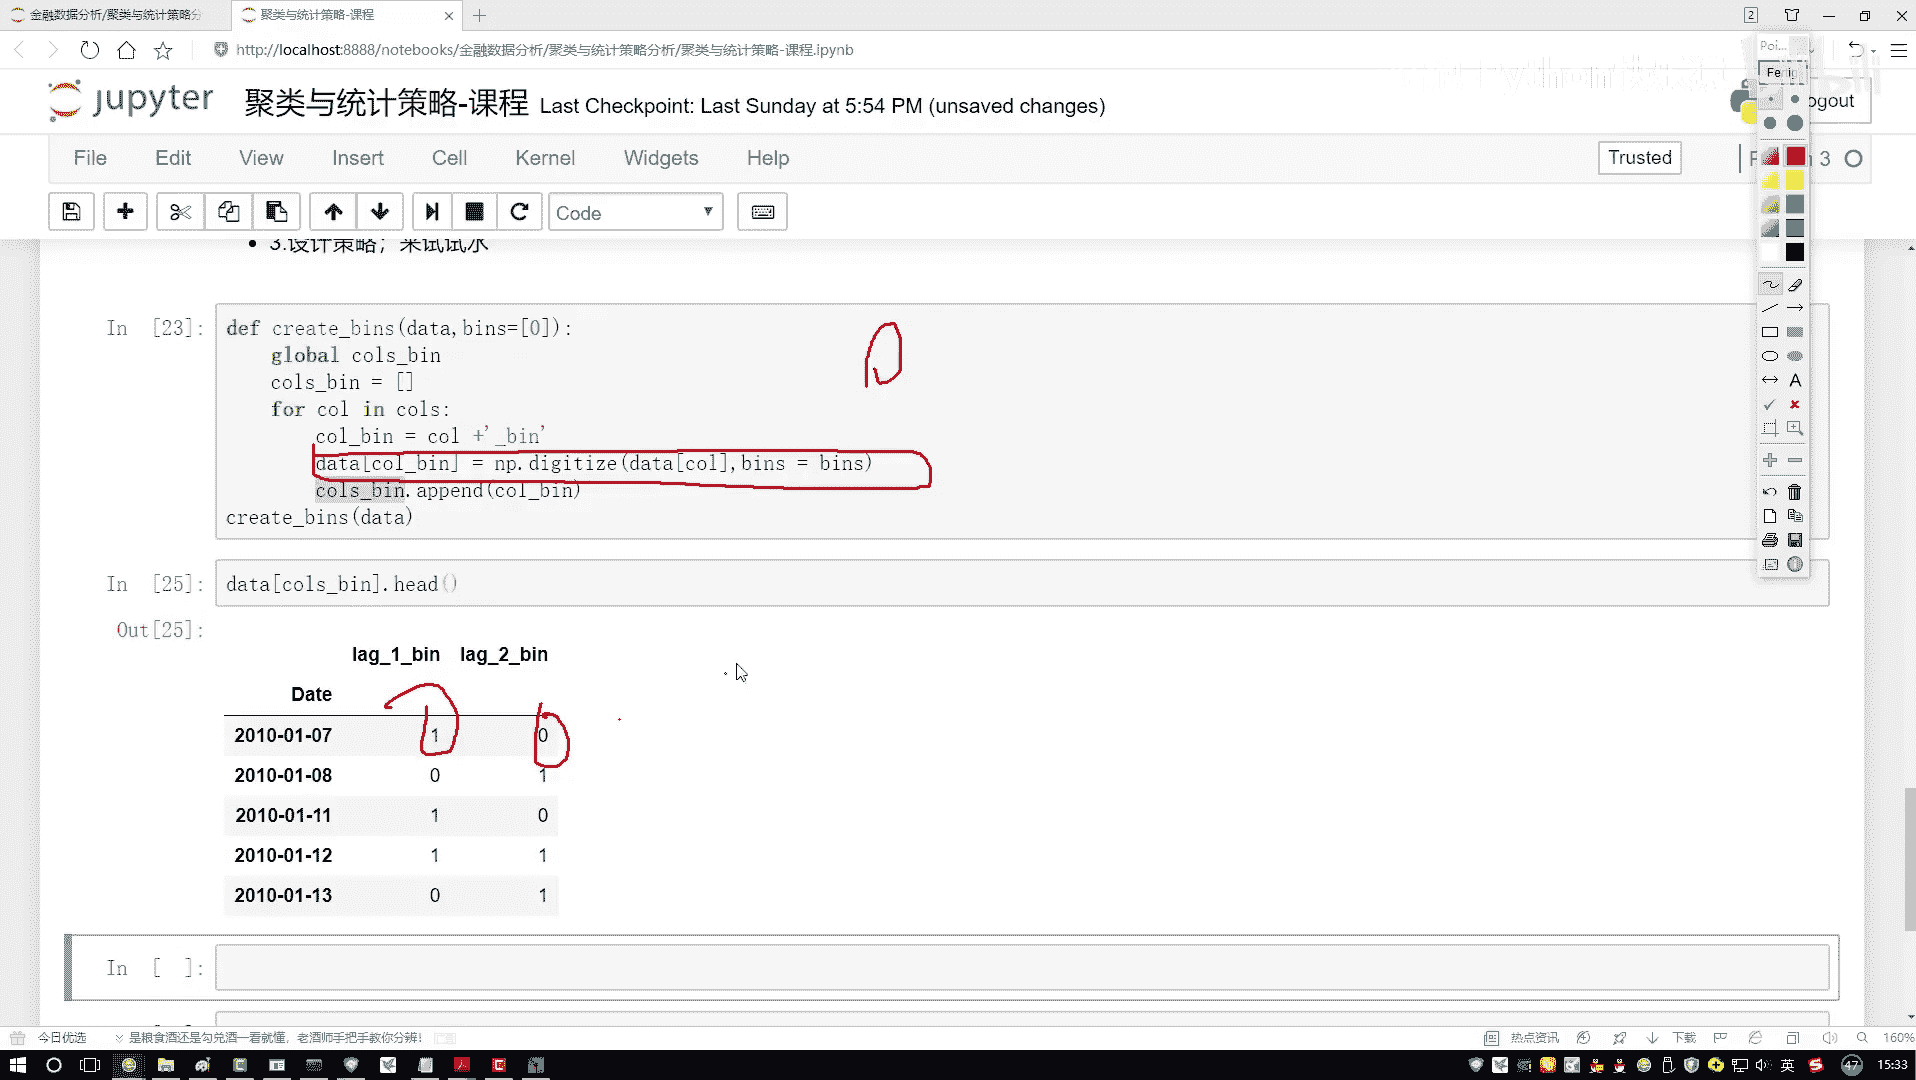 金融数据分析/聚类与统计策略分
聚类与统计策略-课程
2
http://localhost:8888/notebooks/金融数据分析/聚类与统计策略分析/聚类与统计策略-课程.ipynb
Poi...
jupyter 聚类与统计策略-课程 Last Checkpoint: Last Sunday at 5:54 PM (unsaved changes)
Fertig
ogout
File Edit View Insert Cell Kernel Widgets Help
Trusted
3
Code
3.设计策略；来试试水
In [23]:
def create_bins(data,bins=[0]):
global cols_bin
cols_bin = []
for col in cols:
col_bin = col +'_bin'
data[col_bin] = np.digitize(data[col],bins = bins)
cols_bin.append(col_bin)
create_bins(data)
In [25]: data[cols_bin].head()
Out[25]:
lag_1_bin lag_2_bin
Date
2010-01-07 1 0
2010-01-08 0 1
2010-01-11 1 0
2010-01-12 1 1
2010-01-13 0 1
In [ ]:
今日优选 是粮食酒还是勾兑酒一看就懂，老酒师手把手教你分辨！ 热点资讯 下载 160%
英 47 15:33